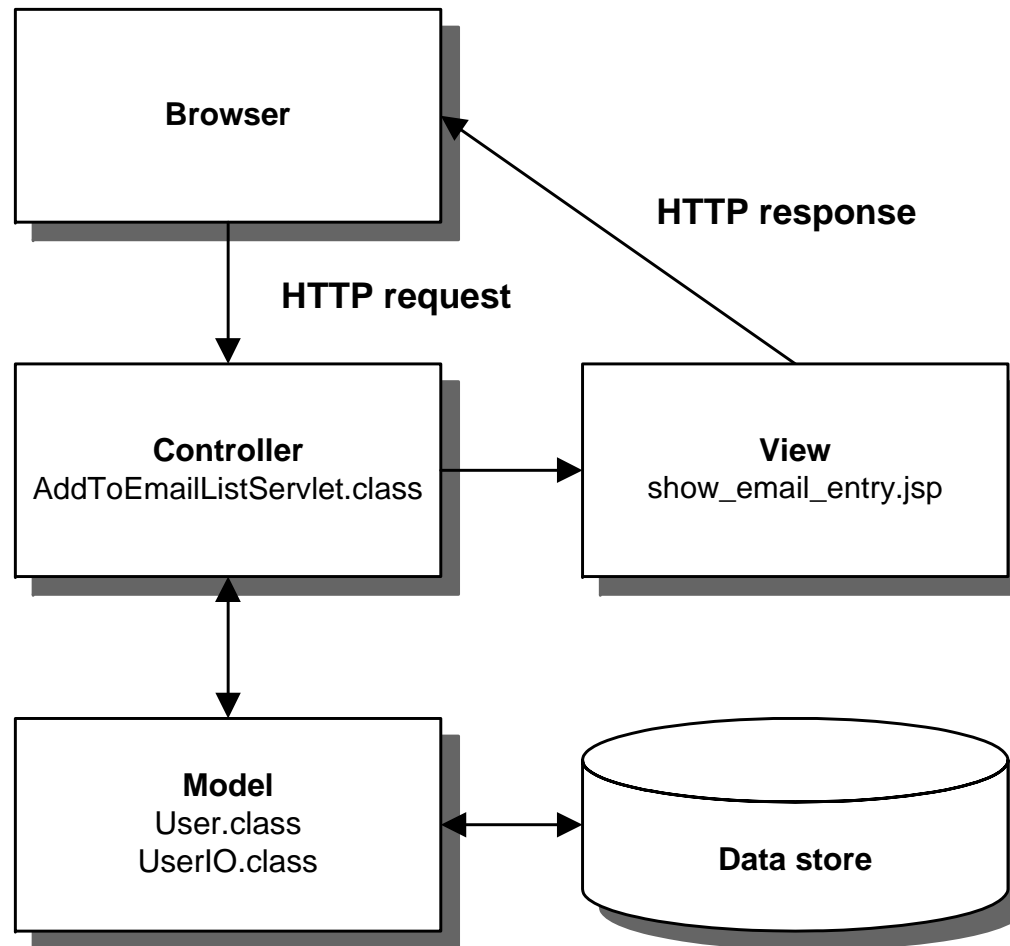 Browser
HTTP response
HTTP request
Controller
AddToEmailListServlet.class
View
show_email_entry.jsp
Model
User.class
UserIO.class
Data store